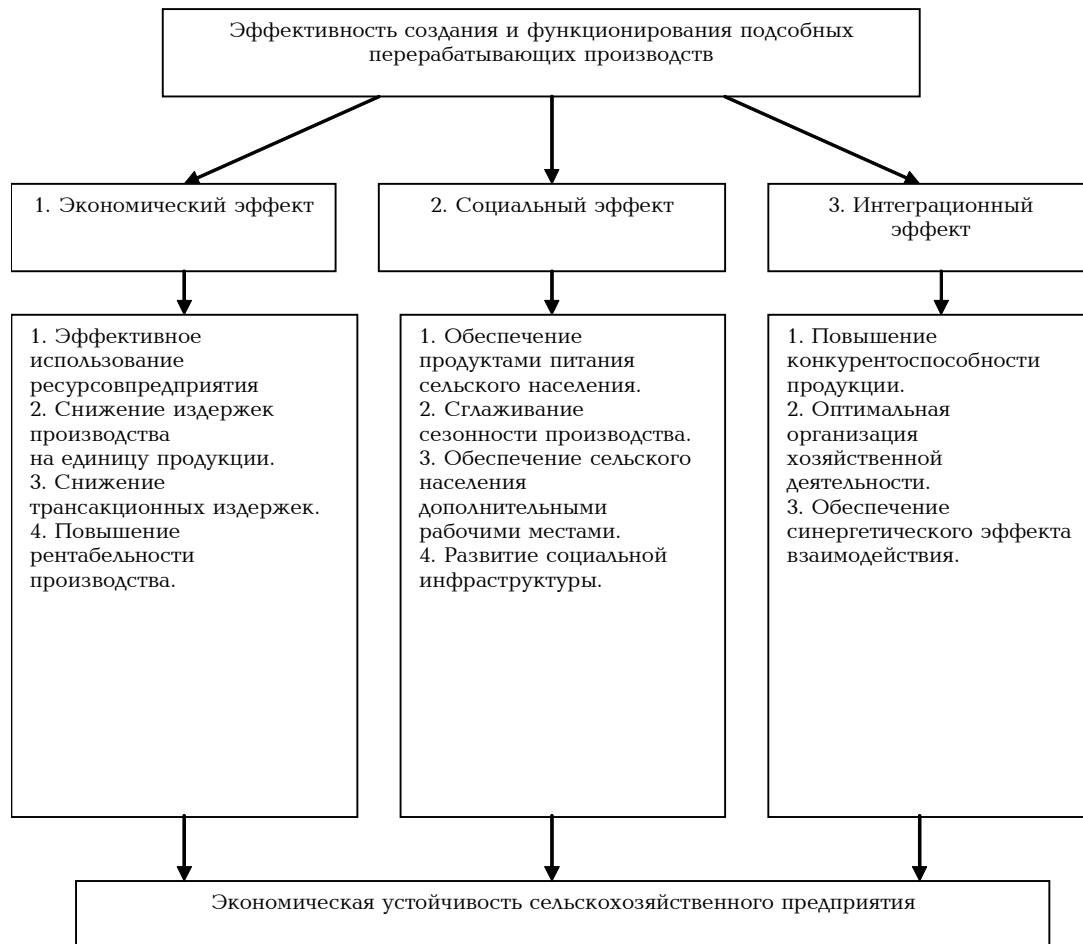 Эффективность создания и функционирования подсобных
перерабатывающих производств
1. Экономический эффект
2. Социальный эффект
3. Интеграционный
эффект
1. Эффективное
использование
ресурсовпредприятия
2. Снижение издержек
производства
на единицу продукции.
3. Снижение
трансакционных издержек.
4. Повышение
рентабельности
производства.
1. Обеспечение
продуктами питания
сельского населения.
2. Сглаживание
сезонности производства.
3. Обеспечение сельского
населения
дополнительными
рабочими местами.
4. Развитие социальной
инфраструктуры.
1. Повышение
конкурентоспособности
продукции.
2. Оптимальная
организация
хозяйственной
деятельности.
3. Обеспечение
синергетического эффекта
взаимодействия.
Экономическая устойчивость сельскохозяйственного предприятия